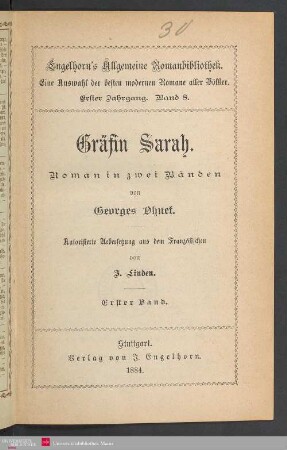 30
Engelhorn's Allgemeine Romanbibliothek.
Eine Auswahl der besten modernen Romane aller Völker.
Erster Jahrgang. Band 8.
Gräfin Sarah.
Roman in zwei Bänden
von
Georges Ohnet.
Autorisierte Uebersetzung aus dem Französischen
von
J. Linden.
Erster Band.
Stuttgart.
Verlag von J. Engelhorn.
1884.